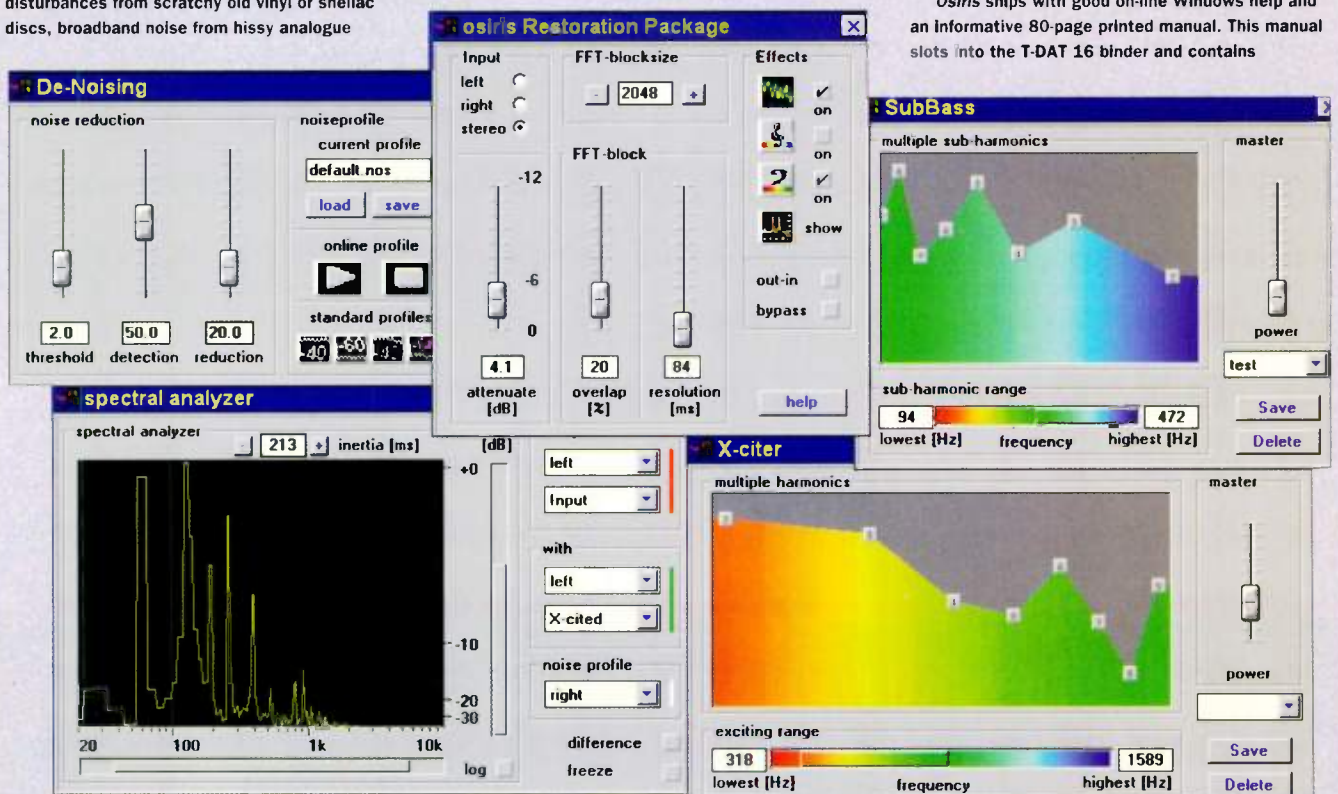 disturbances from scratchy old vinyl or shellac
discs, broadband noise from hissy analogue
Osiris ships with good on-line Windows help and
an informative 80-page printed manual. This manual
slots into the T-DAT 16 binder and contains
osiris Restoration Package
Input
left
right
stereo
-12
-6
0
4.1
attenuate
[dB]
FFT-blocksize
- 2048 +
FFT-block
20
overlap
[%]
84
resolution
[ms]
Effects
on
on
on
show
out-in
bypass
help
De-Noising
noise reduction
2.0
threshold
50.0
detection
20.0
reduction
noiseprofile
current profile
default.nos
load save
online profile
standard profiles
-40 -60
SubBass
multiple sub-harmonics
master
power
test
sub-harmonic range
94 472
lowest [Hz] frequency highest [Hz]
Save
Delete
spectral analyzer
spectral analyzer
- 213 + inertia [ms]
[dB]
+0
-10
-20
-30
20 100 1k 10k
log
left
Input
with
left
X-cited
noise profile
right
difference
freeze
X-citer
multiple harmonics
master
power
exciting range
318 1589
lowest [Hz] frequency highest [Hz]
Save
Delete